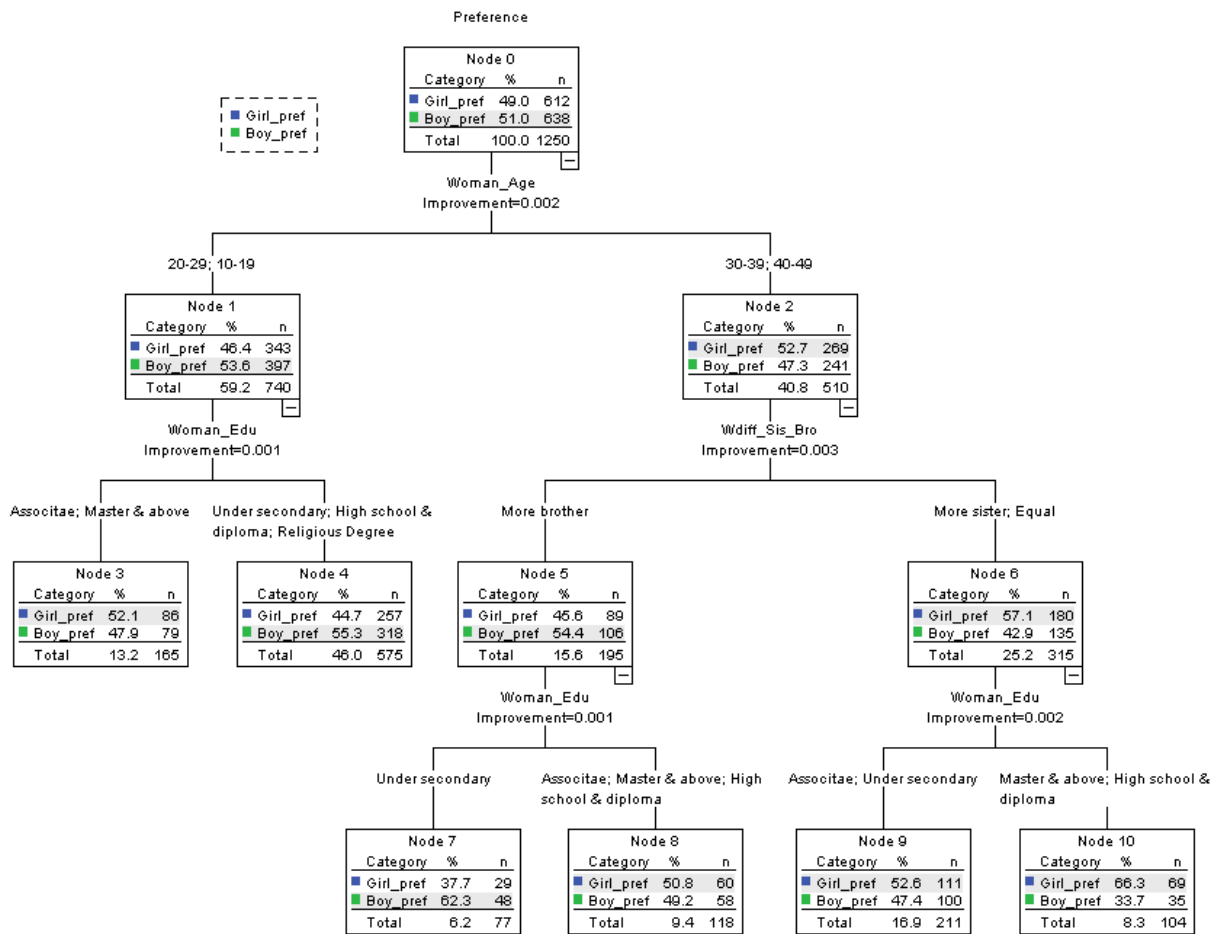 Preference
Node 0
Category % n
Girl_pref 49.0 612
Boy_pref 51.0 638
Total 100.0 1250
Girl_pref
Boy_pref
Woman_Age
Improvement=0.002
20-29; 10-19
30-39; 40-49
Node 1
Category % n
Girl_pref 46.4 343
Boy_pref 53.6 397
Total 59.2 740
Node 2
Category % n
Girl_pref 52.7 269
Boy_pref 47.3 241
Total 40.8 510
Woman_Edu
Improvement=0.001
Wdiff_Sis_Bro
Improvement=0.003
Associtae; Master & above
Under secondary; High school &
diploma; Religious Degree
More brother
More sister; Equal
Node 3
Category % n
Girl_pref 52.1 86
Boy_pref 47.9 79
Total 13.2 165
Node 4
Category % n
Girl_pref 44.7 257
Boy_pref 55.3 318
Total 46.0 575
Node 5
Category % n
Girl_pref 45.6 89
Boy_pref 54.4 106
Total 15.6 195
Node 6
Category % n
Girl_pref 57.1 180
Boy_pref 42.9 135
Total 25.2 315
Woman_Edu
Improvement=0.001
Woman_Edu
Improvement=0.002
Under secondary
Associtae; Master & above; High
school & diploma
Associtae; Under secondary
Master & above; High school &
diploma
Node 7
Category % n
Girl_pref 37.7 29
Boy_pref 62.3 48
Total 6.2 77
Node 8
Category % n
Girl_pref 50.8 60
Boy_pref 49.2 58
Total 9.4 118
Node 9
Category % n
Girl_pref 52.6 111
Boy_pref 47.4 100
Total 16.9 211
Node 10
Category % n
Girl_pref 66.3 69
Boy_pref 33.7 35
Total 8.3 104